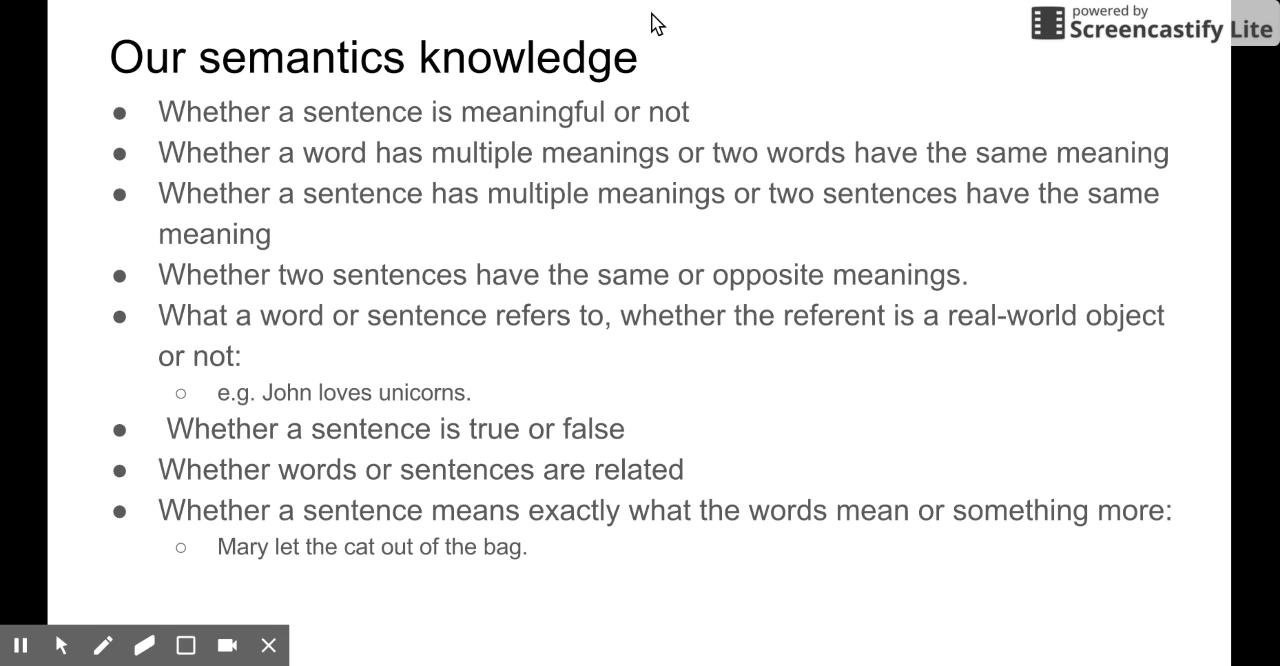 powered by
Screencastify Lite
Our semantics knowledge
● Whether a sentence is meaningful or not
● Whether a word has multiple meanings or two words have the same meaning
● Whether a sentence has multiple meanings or two sentences have the same
meaning
● Whether two sentences have the same or opposite meanings.
● What a word or sentence refers to, whether the referent is a real-world object
or not:
○ e.g. John loves unicorns.
● Whether a sentence is true or false
● Whether words or sentences are related
● Whether a sentence means exactly what the words mean or something more:
○ Mary let the cat out of the bag.